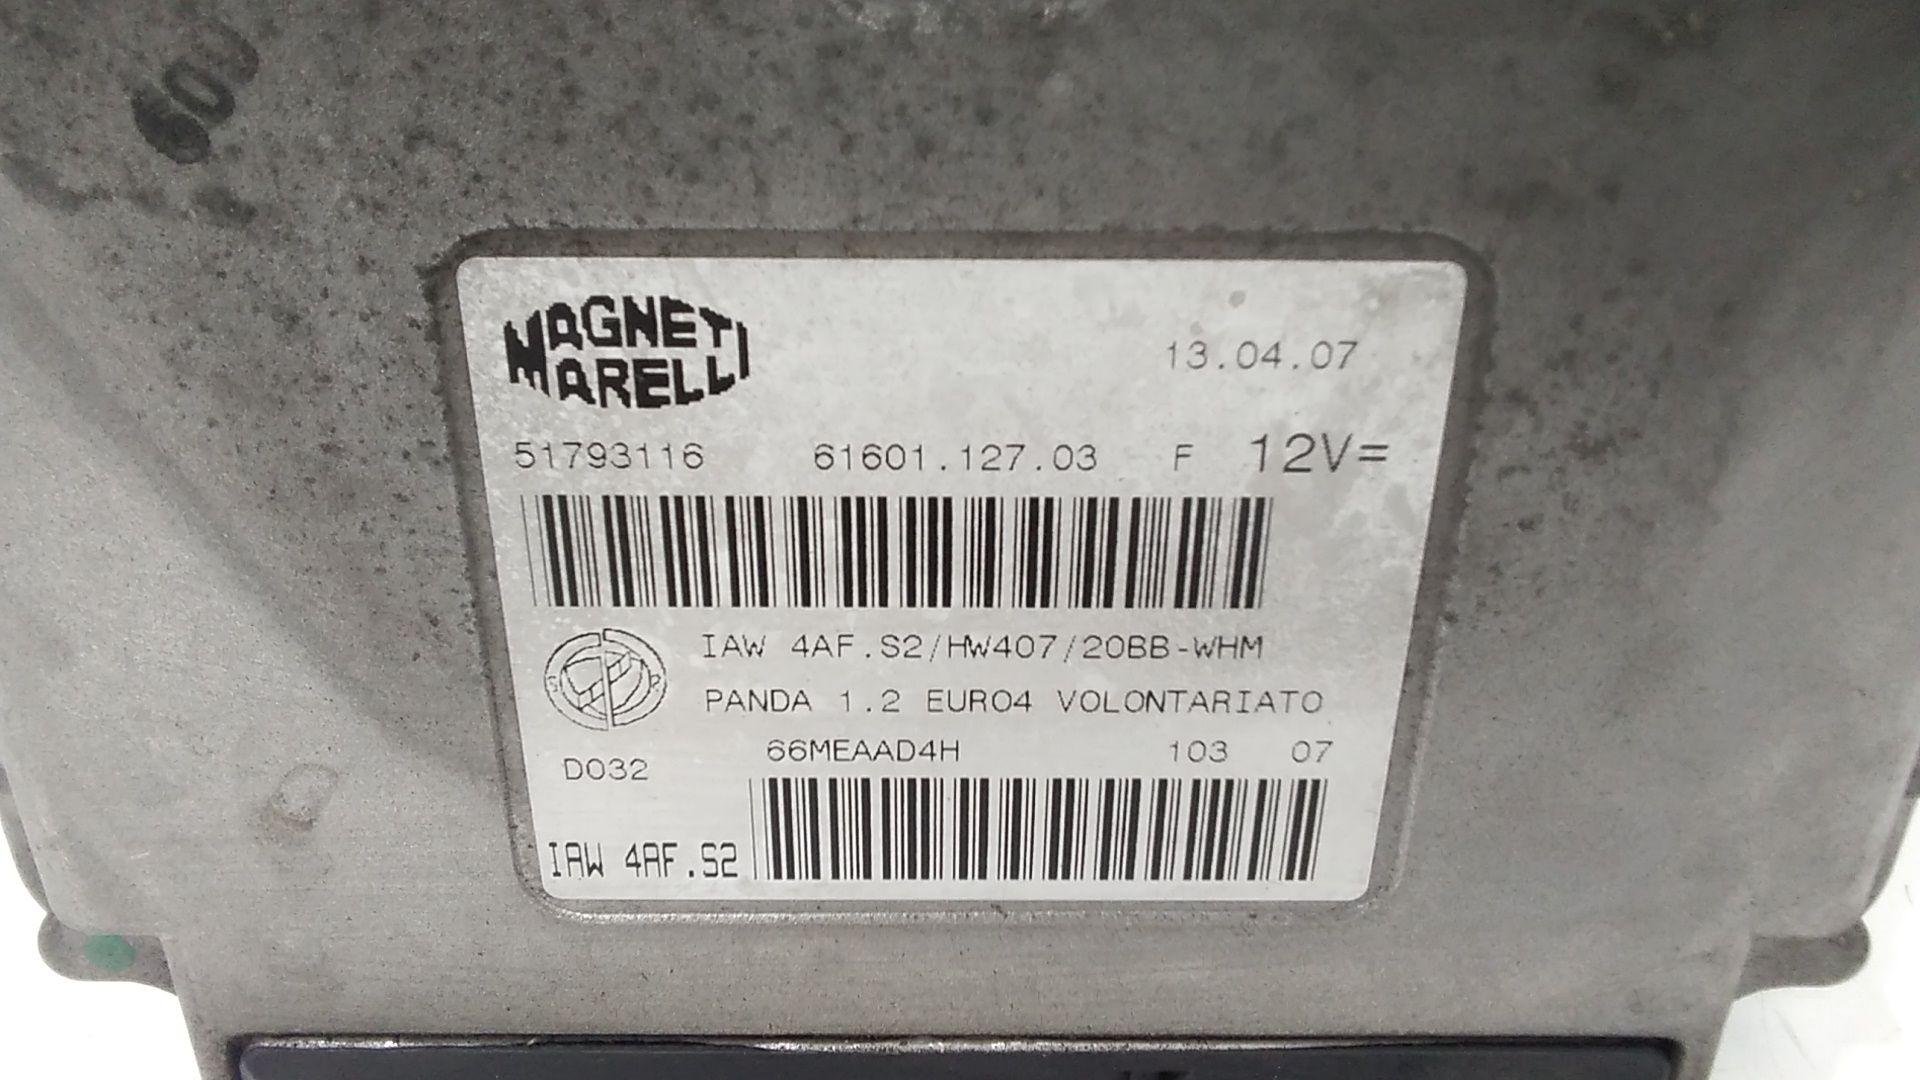 600
MAGNETI
MARELLI
13.04.07
51793116 61601.127.03 F 12V=
IAW 4AF.S2/HW407/20BB-WHM
PANDA 1.2 EURO4 VOLONTARIATO
66MEAAD4H 103 07
D032
IAW 4AF.S2